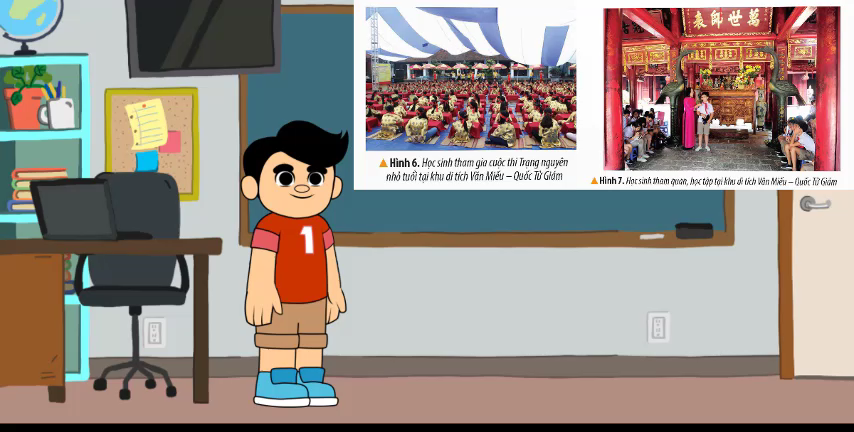 萬世師表
▲ Hình 6. Học sinh tham gia cuộc thi Trạng nguyên
nhỏ tuổi tại khu di tích Văn Miếu – Quốc Tử Giám
▲ Hình 7. Học sinh tham quan, học tập tại khu di tích Văn Miếu – Quốc Tử Giám
1